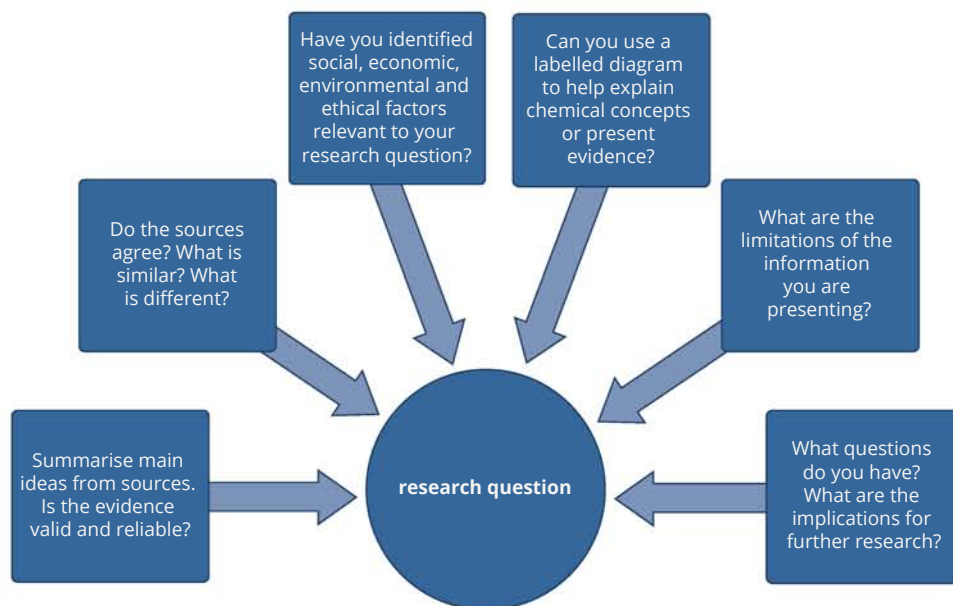 Have you identified
social, economic,
environmental and
ethical factors
relevant to your
research question?
Can you use a
labelled diagram
to help explain
chemical concepts
or present
evidence?
Do the sources
agree? What is
similar? What
is different?
What are the
limitations of the
information
you are
presenting?
Summarise main
ideas from sources.
Is the evidence
valid and reliable?
research question
What questions
do you have?
What are the
implications for
further research?